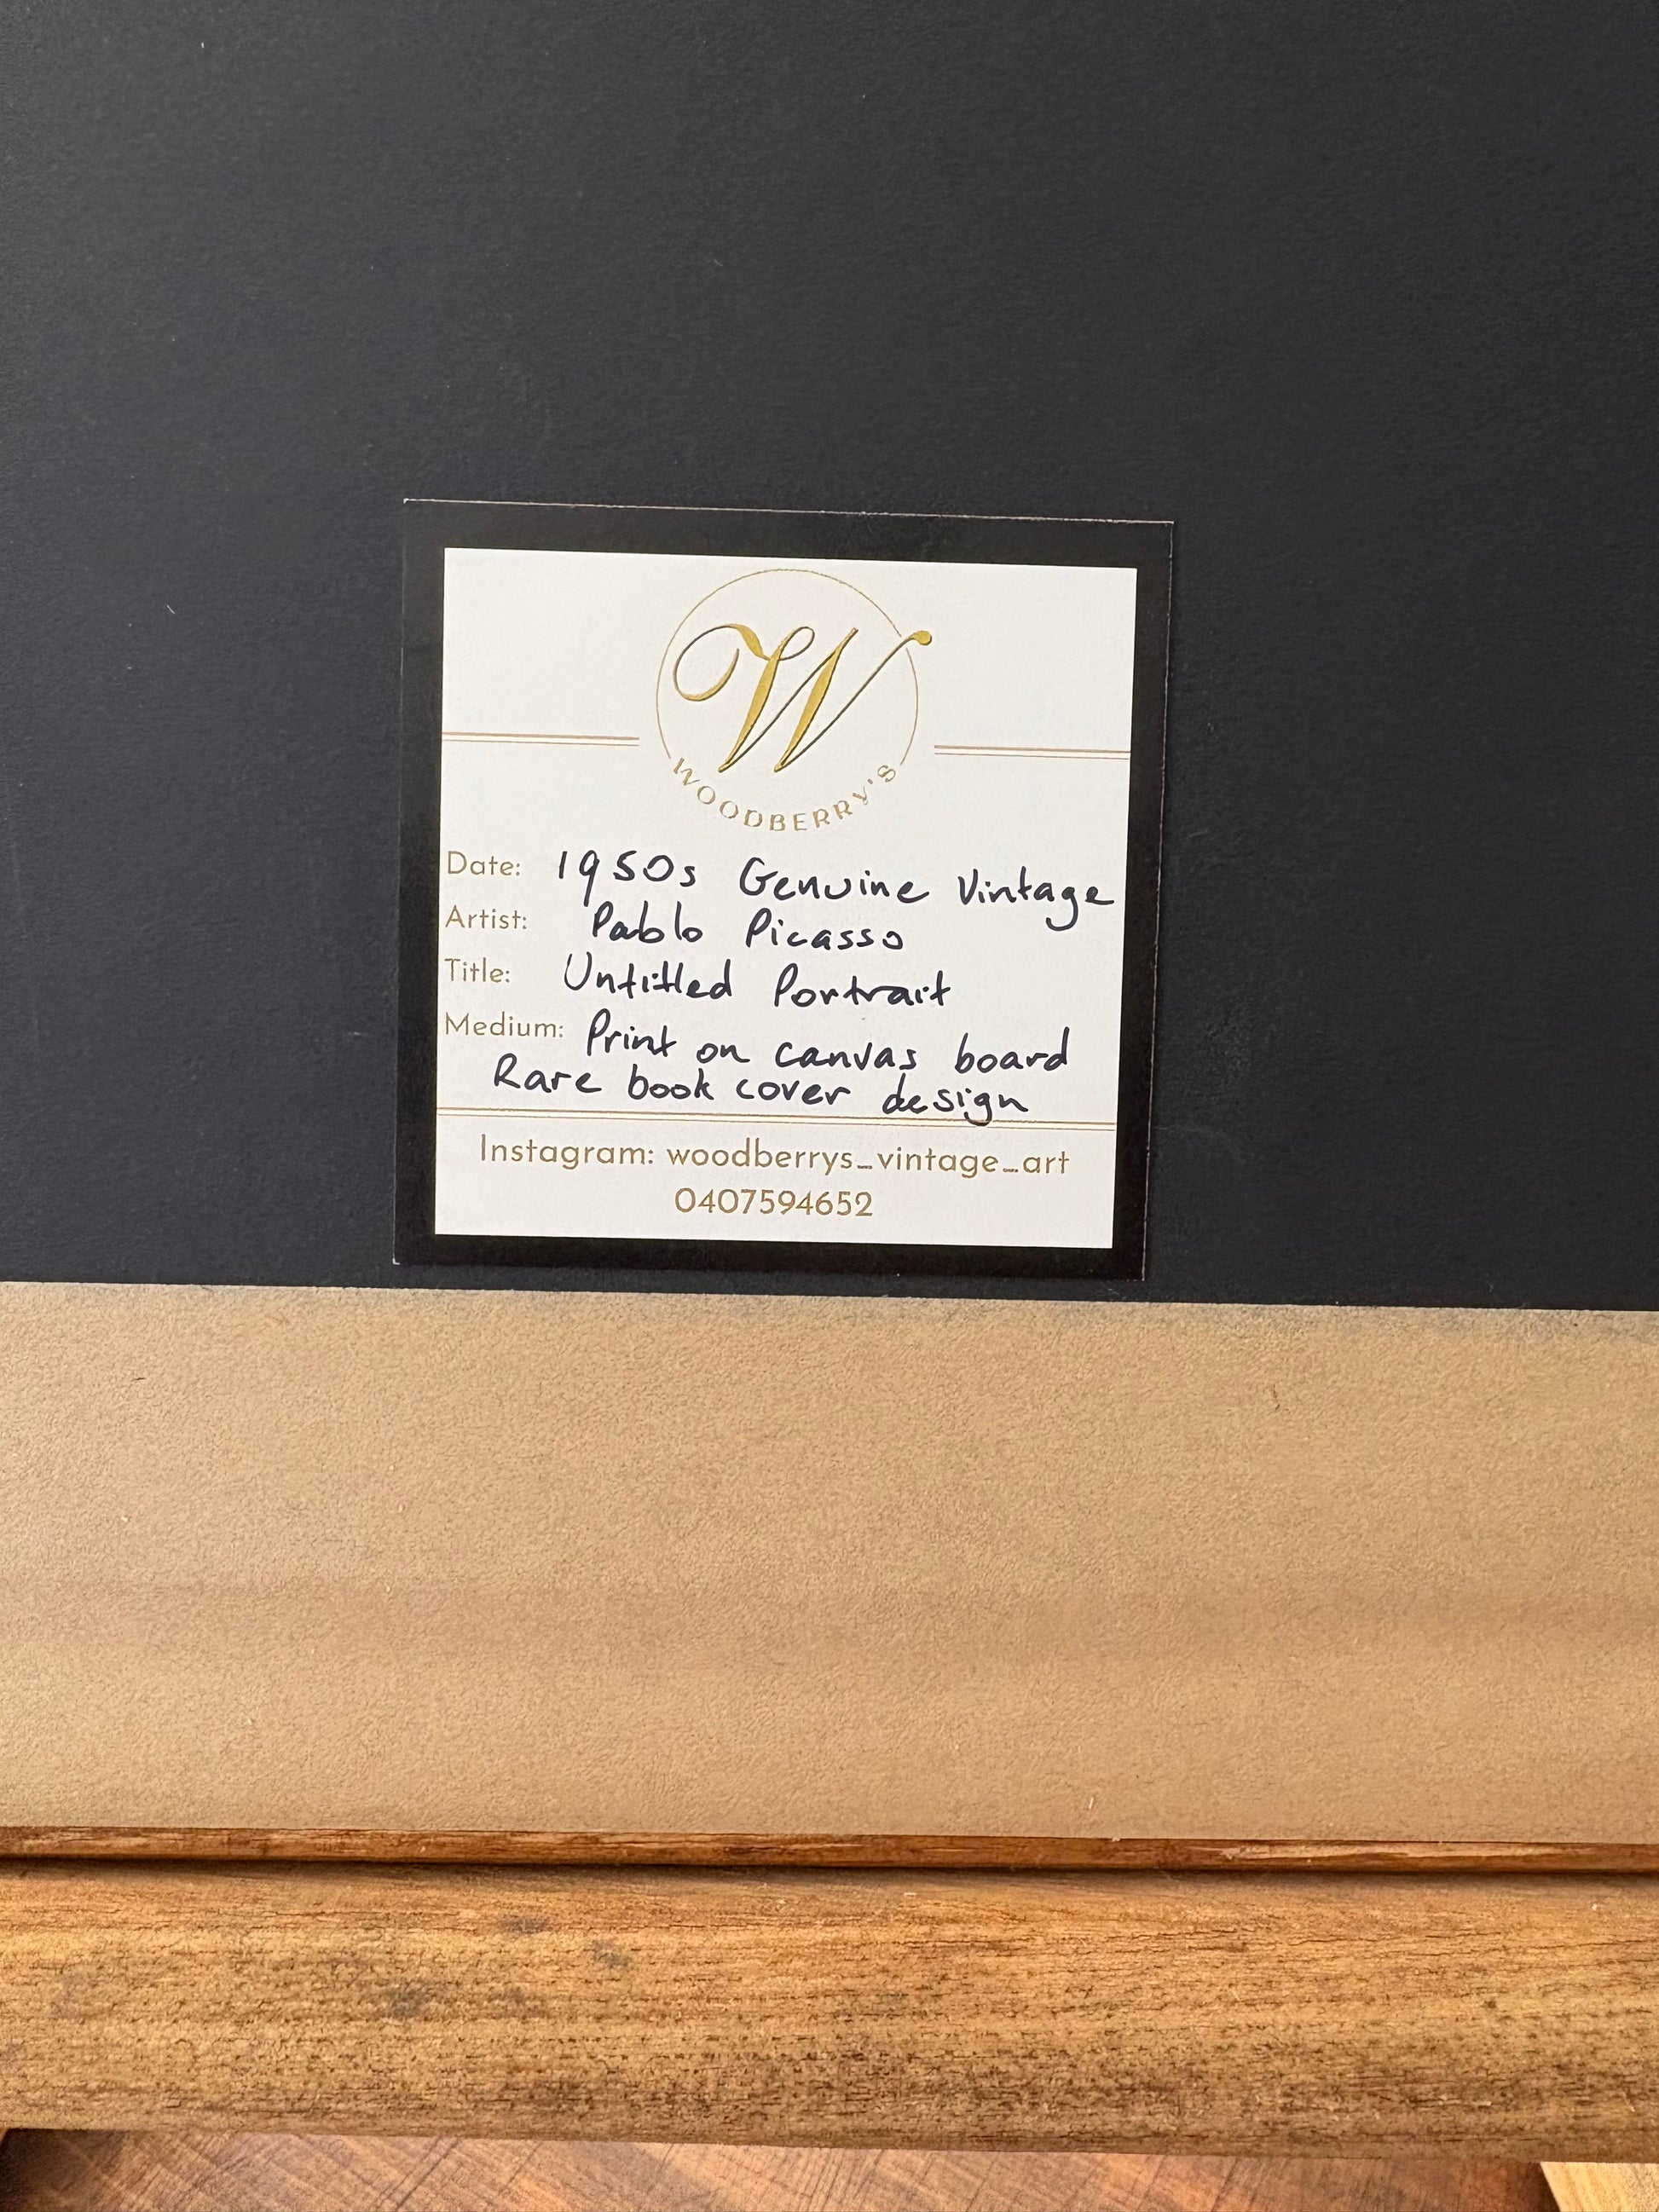 W
WOODBERRY'S
Date: 1950s Genuine Vintage
Artist: Pablo Picasso
Title: Untitled Portrait
Medium: Print on canvas board
Rare book cover design
Instagram: woodberrys_vintage_art
0407594652